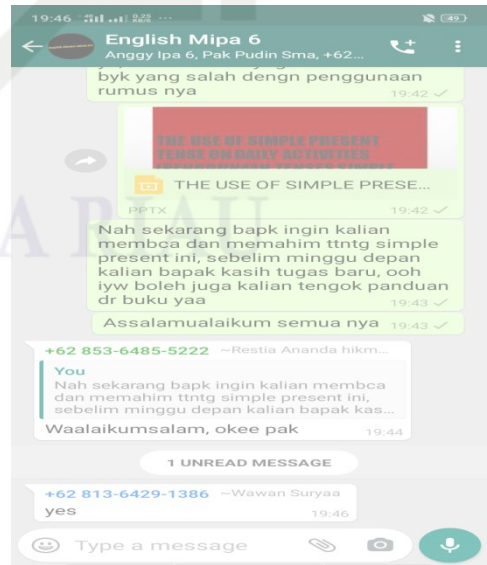 19:46
49
English Mipa 6
Anggy Ipa 6, Pak Pudin Sma, +62...
byk yang salah dengn penggunaan
rumus nya
19:42
THE USE OF SIMPLE PRESENT
TENSE ON DAILY ACTIVITIES
THE USE OF SIMPLE PRESE...
PPTX
19:42
Nah sekarang bapk ingin kalian
membca dan memahim ttntg simple
present ini, sebelim minggu depan
kalian bapak kasih tugas baru, ooh
iyw boleh juga kalian tengok panduan
dr buku yaa
19:43
Assalamualaikum semua nya 19:43
+62 853-6485-5222 ~Restia Ananda hikm...
You
Nah sekarang bapk ingin kalian membca
dan memahim ttntg simple present ini,
sebelim minggu depan kalian bapak kas...
Waalaikumsalam, okee pak 19:44
1 UNREAD MESSAGE
+62 813-6429-1386 ~Wawan Suryaa
yes
19:46
Type a message